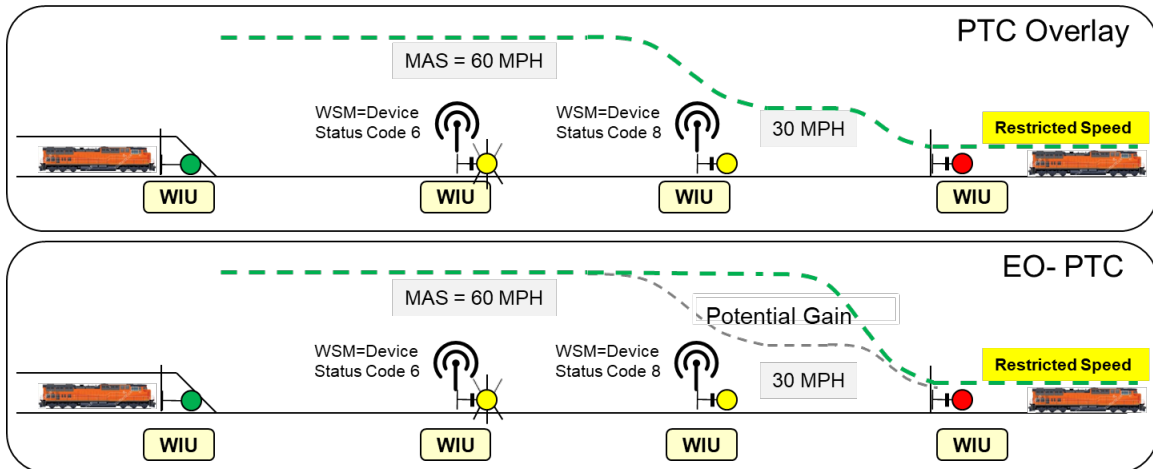 PTC Overlay
MAS = 60 MPH
WSM=Device
Status Code 6
WSM=Device
Status Code 8
30 MPH
Restricted Speed
WIU
WIU
WIU
WIU
EO- PTC
MAS = 60 MPH
Potential Gain
WSM=Device
Status Code 6
WSM=Device
Status Code 8
30 MPH
Restricted Speed
WIU
WIU
WIU
WIU